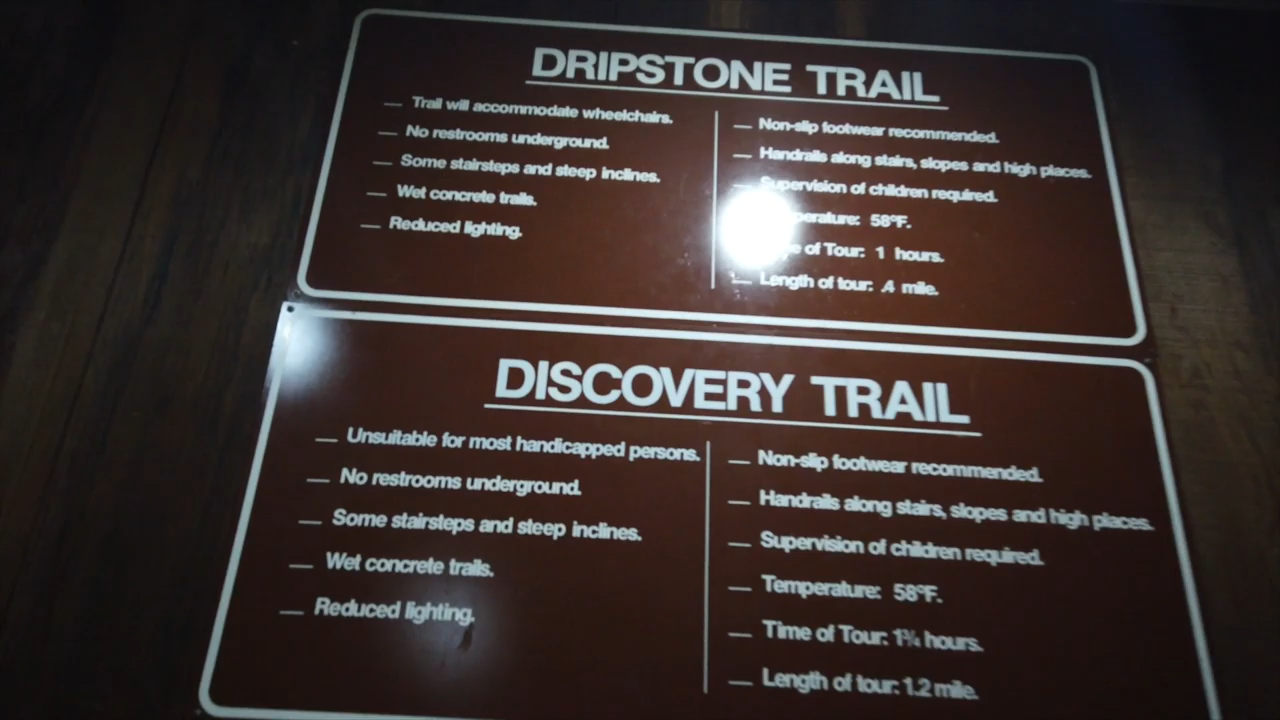 DRIPSTONE TRAIL
— Trail will accommodate wheelchairs.
— No restrooms underground.
— Some stairsteps and steep inclines.
— Wet concrete trails.
— Reduced lighting.
— Non-slip footwear recommended.
— Handrails along stairs, slopes and high places.
— Supervision of children required.
58°F.
of Tour: 1 hours.
— Length of tour: .4 mile.
DISCOVERY TRAIL
— Unsuitable for most handicapped persons.
— No restrooms underground.
— Some stairsteps and steep inclines.
— Wet concrete trails.
— Reduced lighting.
— Non-slip footwear recommended.
— Handrails along stairs, slopes and high places.
— Supervision of children required.
— Temperature: 58°F.
— Time of Tour: 1¾ hours.
— Length of tour: 1.2 mile.